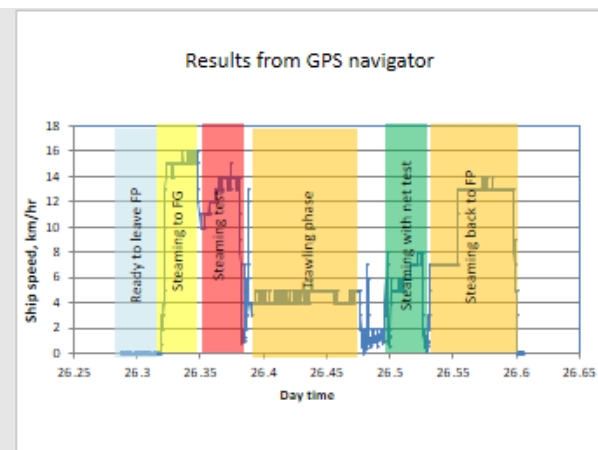 Results from GPS navigator
Ship speed, km/hr
18
16
14
12
10
8
6
4
2
0
Ready to leave FP
Steaming to FG
Steaming test
Trawling phase
Steaming with net test
Steaming back to FP
26.25
26.3
26.35
26.4
26.45
26.5
26.55
26.6
26.65
Day time